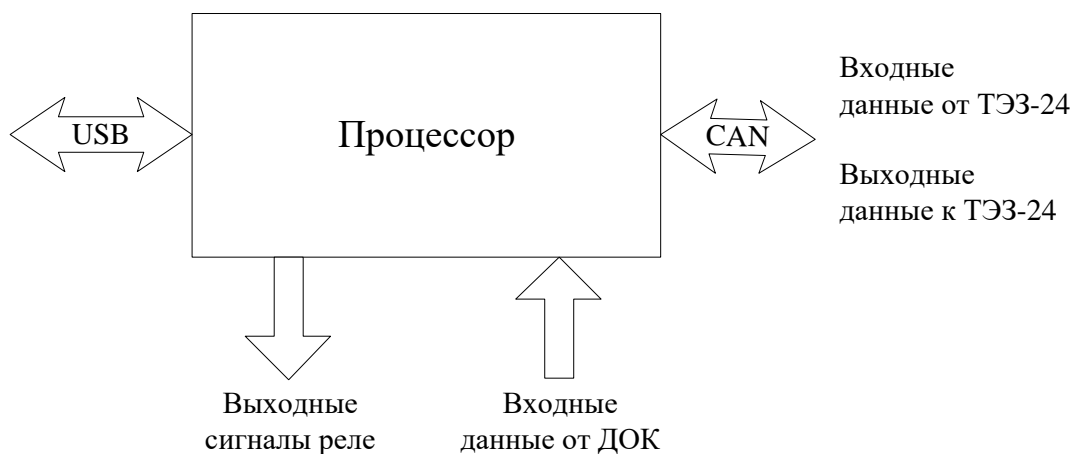 Входные
данные от ТЭЗ-24
USB
Процессор
CAN
Выходные
данные к ТЭЗ-24
Выходные
сигналы реле
Входные
данные от ДОК